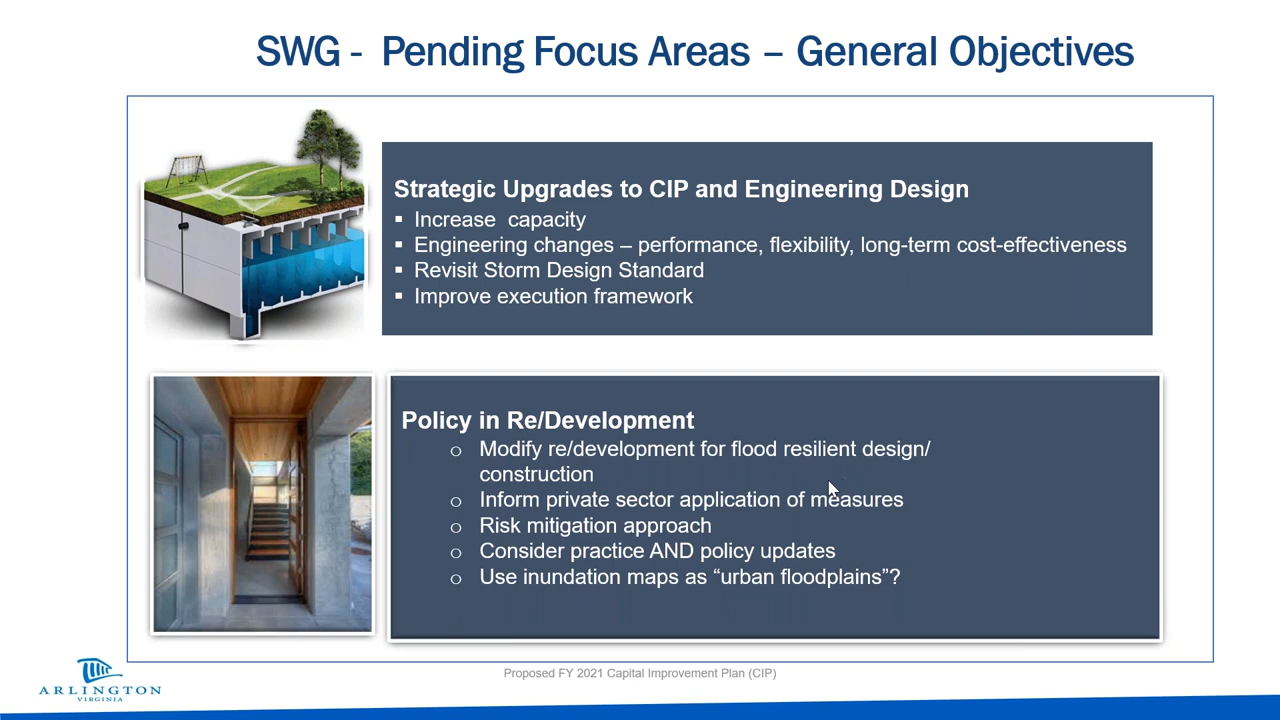 SWG - Pending Focus Areas – General Objectives
Strategic Upgrades to CIP and Engineering Design
▪ Increase capacity
▪ Engineering changes – performance, flexibility, long-term cost-effectiveness
▪ Revisit Storm Design Standard
▪ Improve execution framework
Policy in Re/Development
o Modify re/development for flood resilient design/
construction
o Inform private sector application of measures
o Risk mitigation approach
o Consider practice AND policy updates
o Use inundation maps as “urban floodplains”?
Proposed FY 2021 Capital Improvement Plan (CIP)
ARLINGTON
VIRGINIA